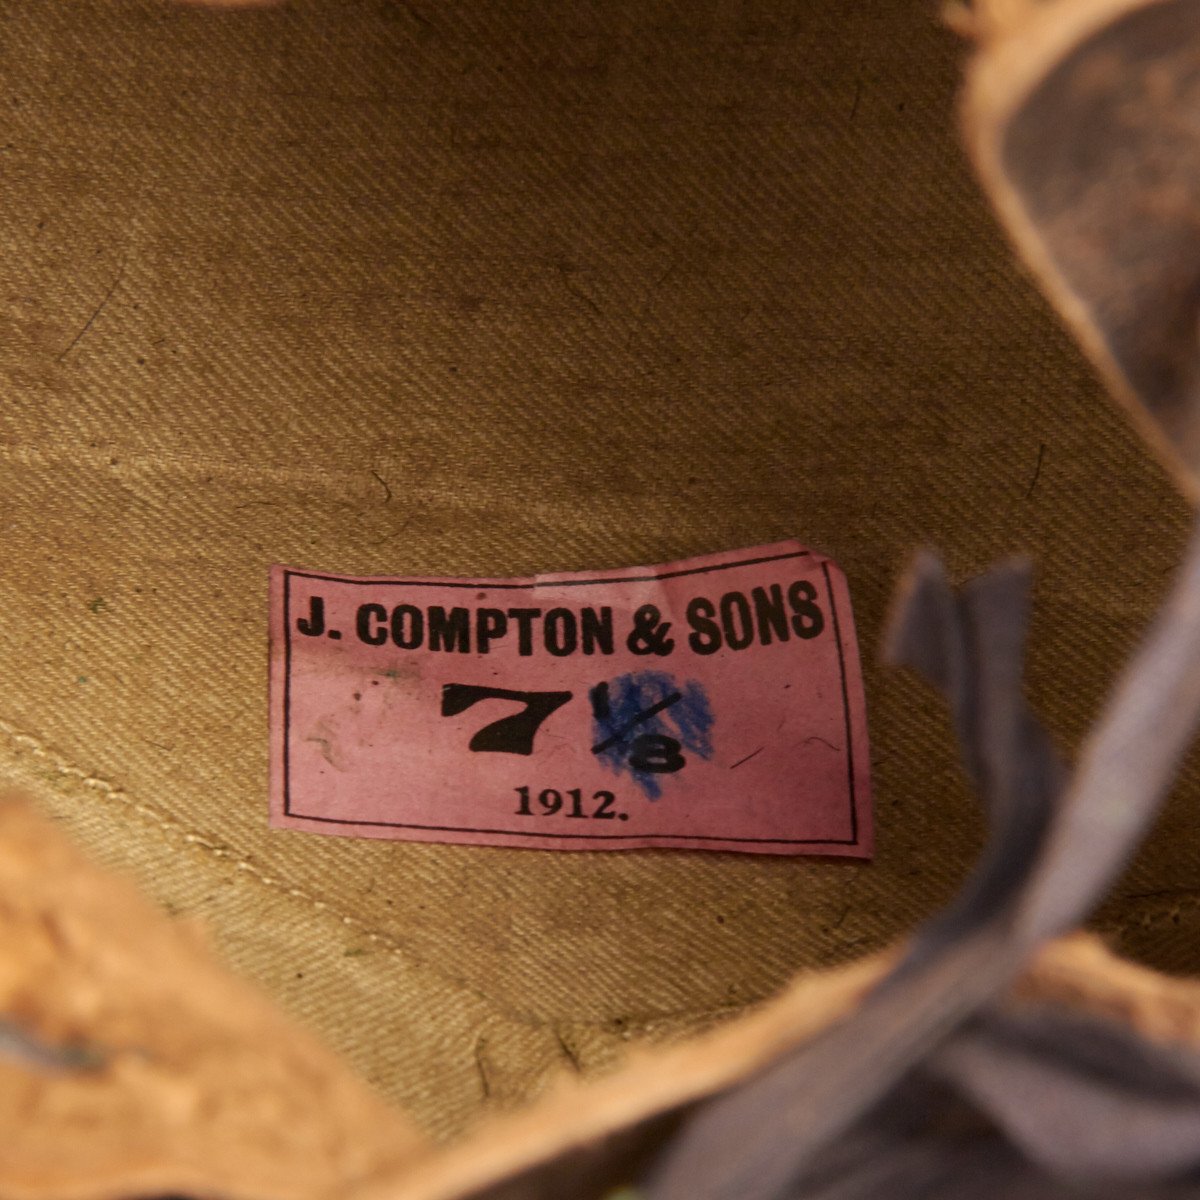 J. COMPTON & SONS
7 1/8
1912.